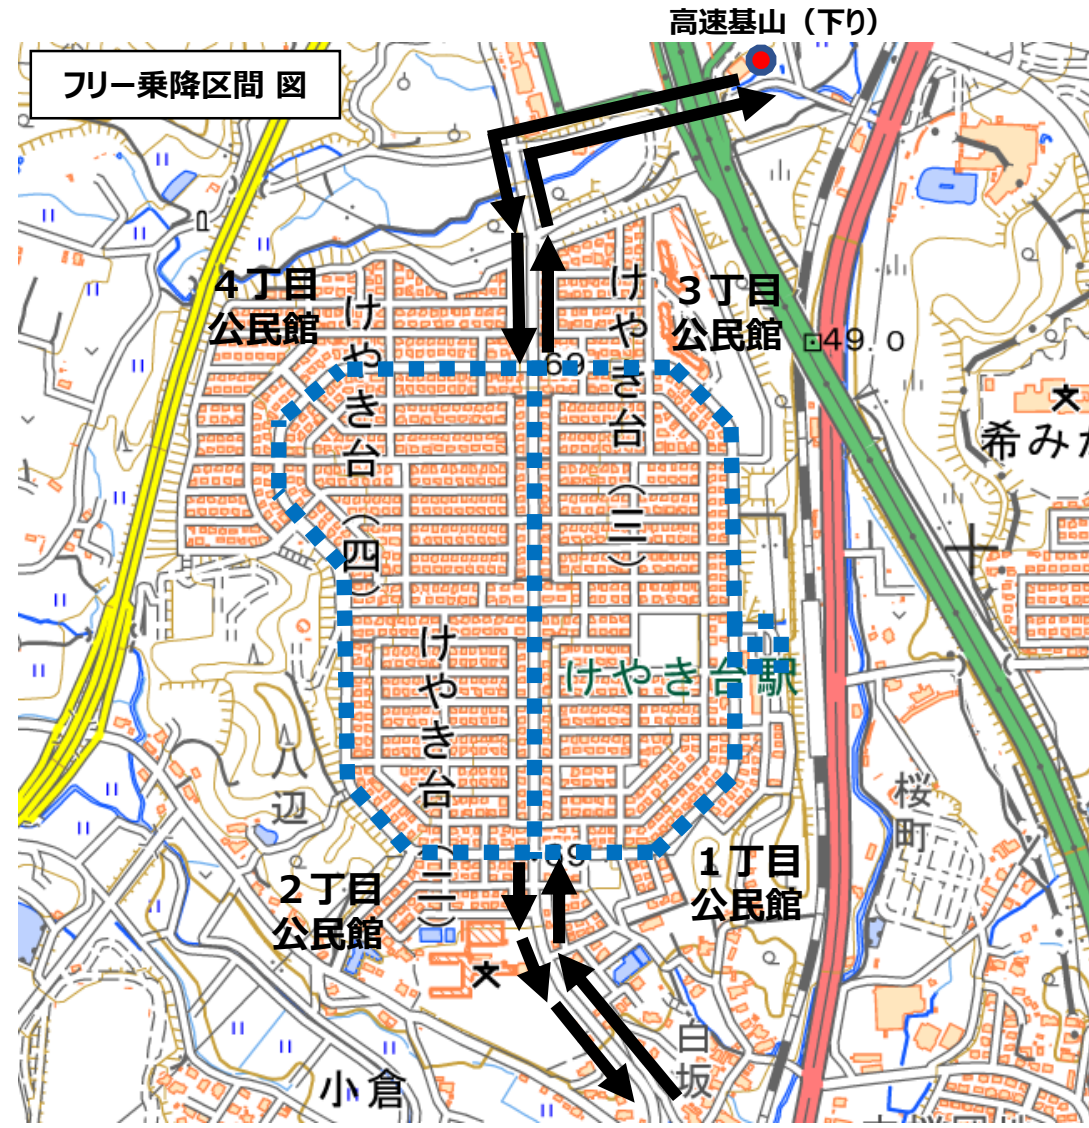 高速基山（下り）
フリー乗降区間 図
４丁目
公民館
けやき台（四）
けやき台（三）
３丁目
公民館
49.0
69
希みが
けやき台駅
けやき台（二）
八辺
桜町
69
１丁目
公民館
２丁目
公民館
白坂
小倉